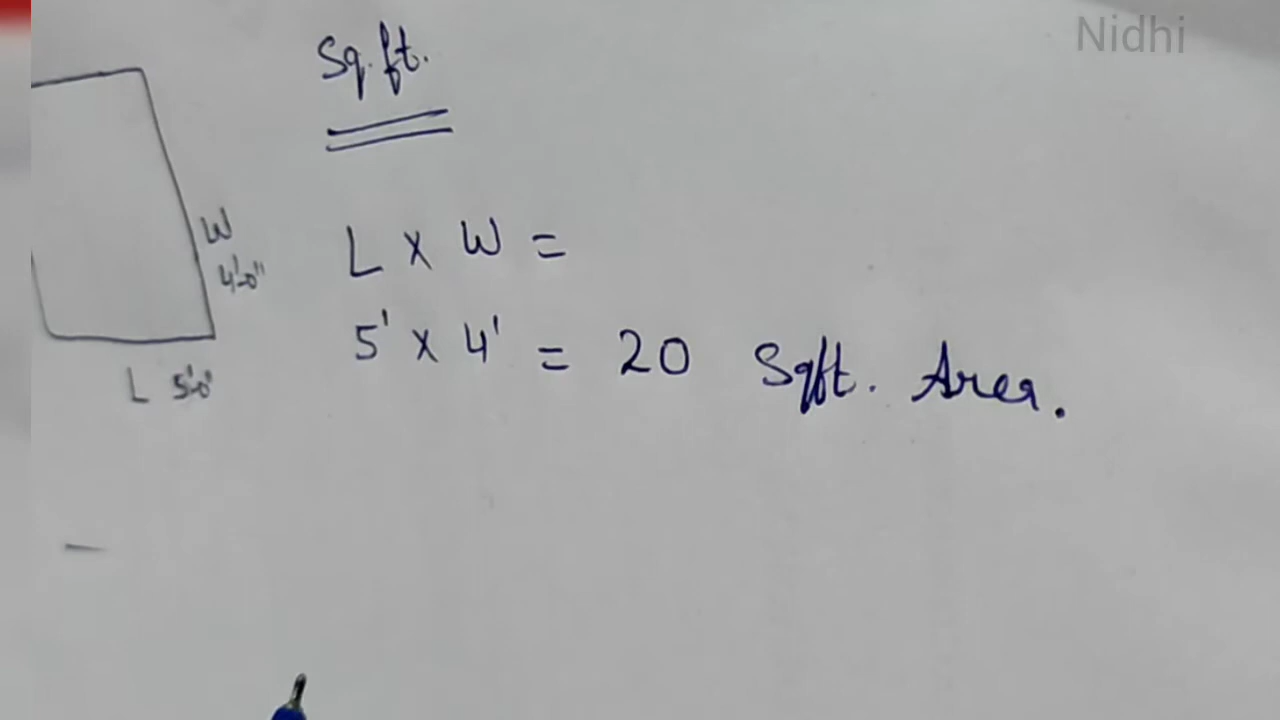 Nidhi
Sq.ft.
L x W =
5' x 4' = 20 Sqft. Area.
W
4'-0"
L 5'-0"